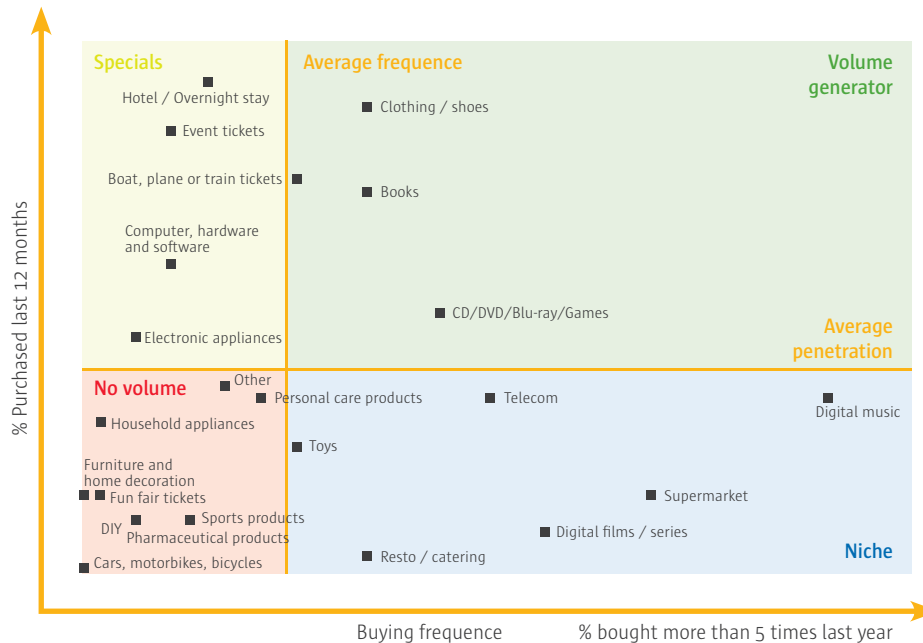 Specials
Average frequence
Volume
generator
Hotel / Overnight stay
Clothing / shoes
Event tickets
Boat, plane or train tickets
Books
Computer, hardware
and software
CD/DVD/Blu-ray/Games
Electronic appliances
Average
penetration
% Purchased last 12 months
No volume
Other
Personal care products
Telecom
Digital music
Household appliances
Toys
Furniture and
home decoration
Fun fair tickets
Supermarket
DIY
Sports products
Pharmaceutical products
Digital films / series
Cars, motorbikes, bicycles
Resto / catering
Niche
Buying frequence
% bought more than 5 times last year